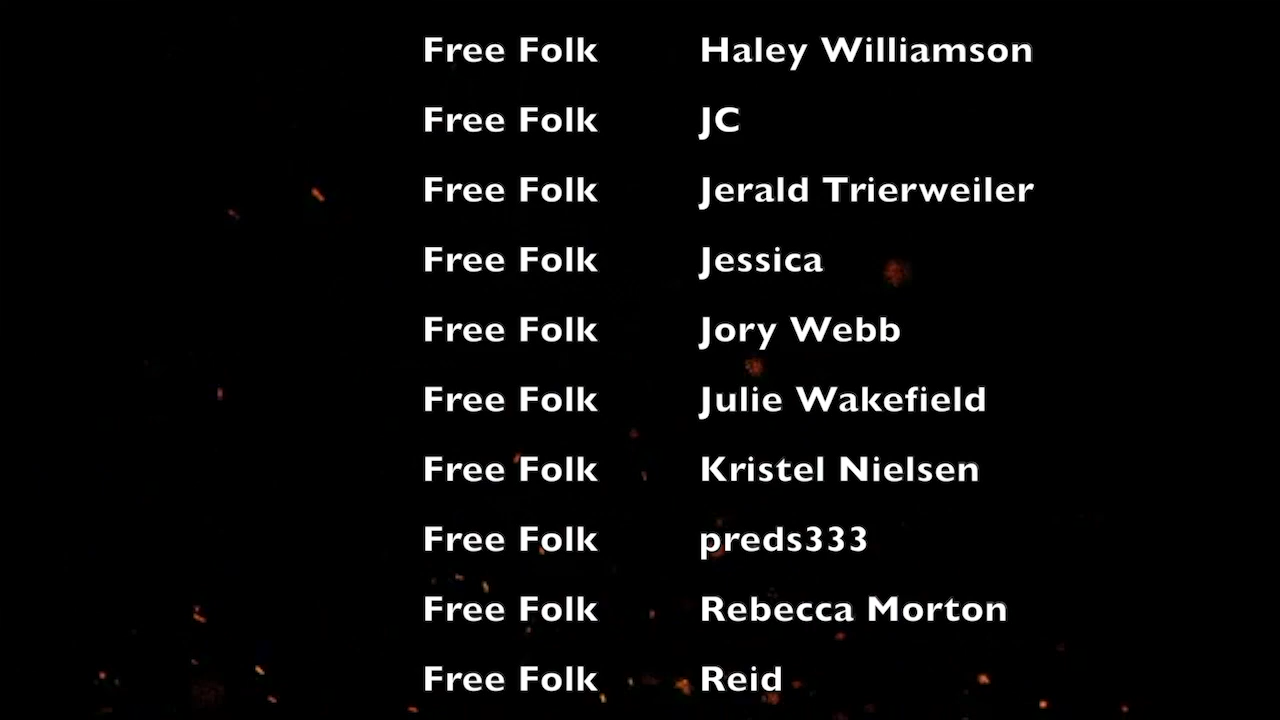 Free Folk Haley Williamson
Free Folk JC
Free Folk Jerald Trierweiler
Free Folk Jessica
Free Folk Jory Webb
Free Folk Julie Wakefield
Free Folk Kristel Nielsen
Free Folk preds333
Free Folk Rebecca Morton
Free Folk Reid